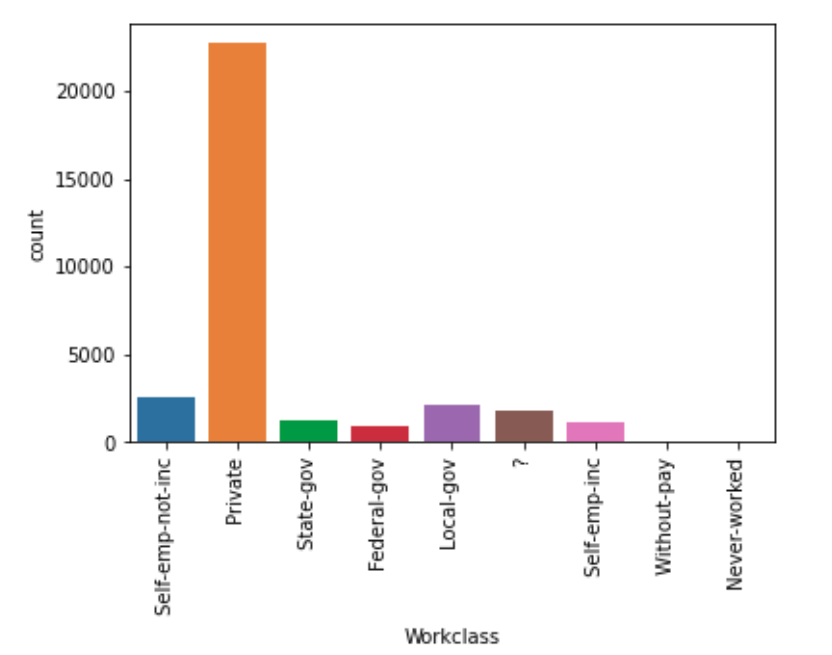 20000
15000
10000
5000
0
count
Self-emp-not-inc
Private
State-gov
Federal-gov
Local-gov
?
Self-emp-inc
Without-pay
Never-worked
Workclass